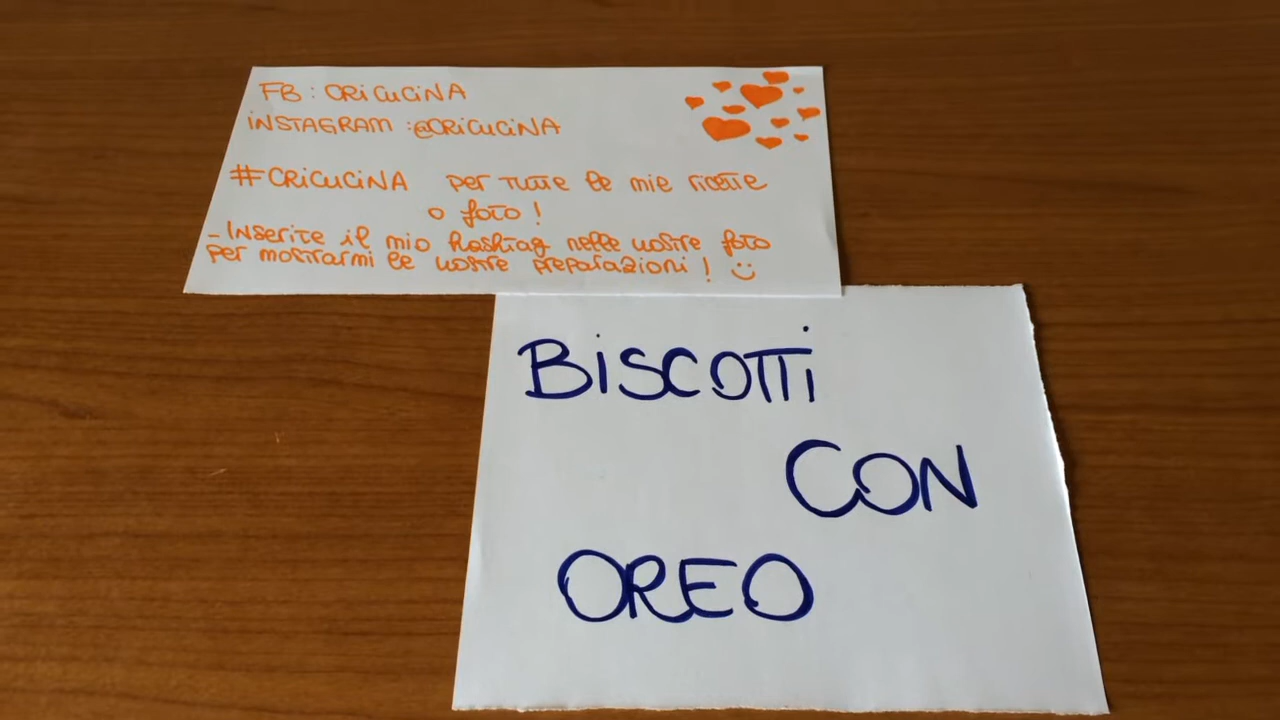 FB : CRiCUCiNA
iNSTAGRAM :@CRiCUCiNA
#CRiCUCiNA per tutte le mie ricette
o foto !
- Inserite il mio hashtag nelle vostre foto
per mostrarmi le vostre preparazioni ! :)
BiSCOTTi
CON
OREO